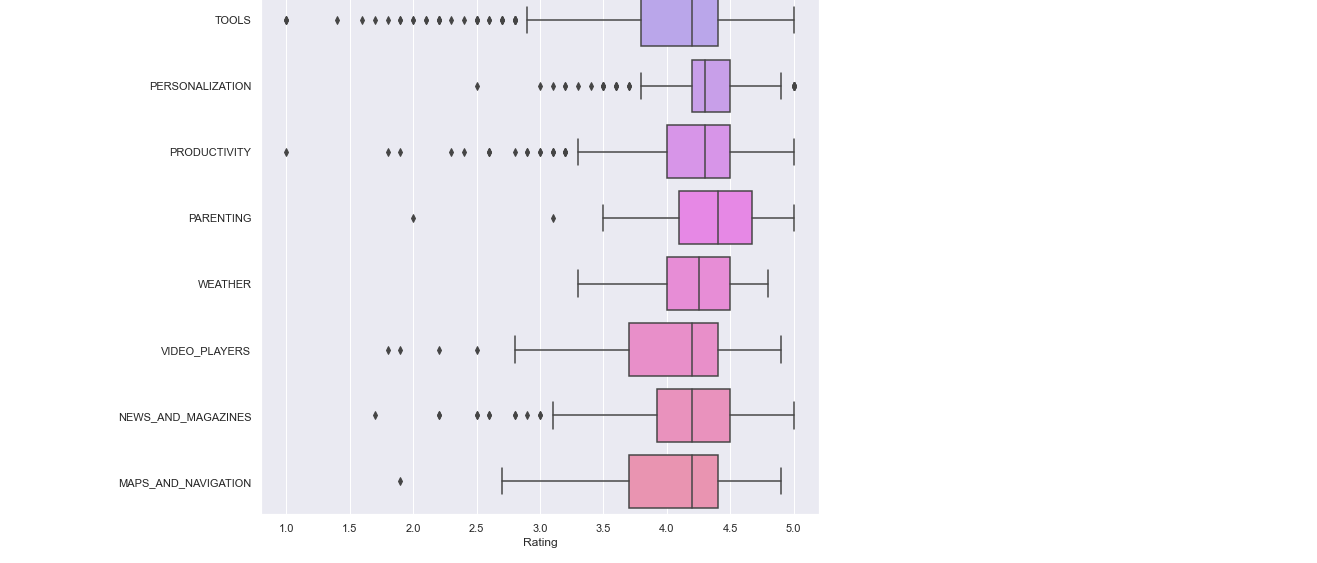 TOOLS
PERSONALIZATION
PRODUCTIVITY
PARENTING
WEATHER
VIDEO_PLAYERS
NEWS_AND_MAGAZINES
MAPS_AND_NAVIGATION
1.0 1.5 2.0 2.5 3.0 3.5 4.0 4.5 5.0
Rating